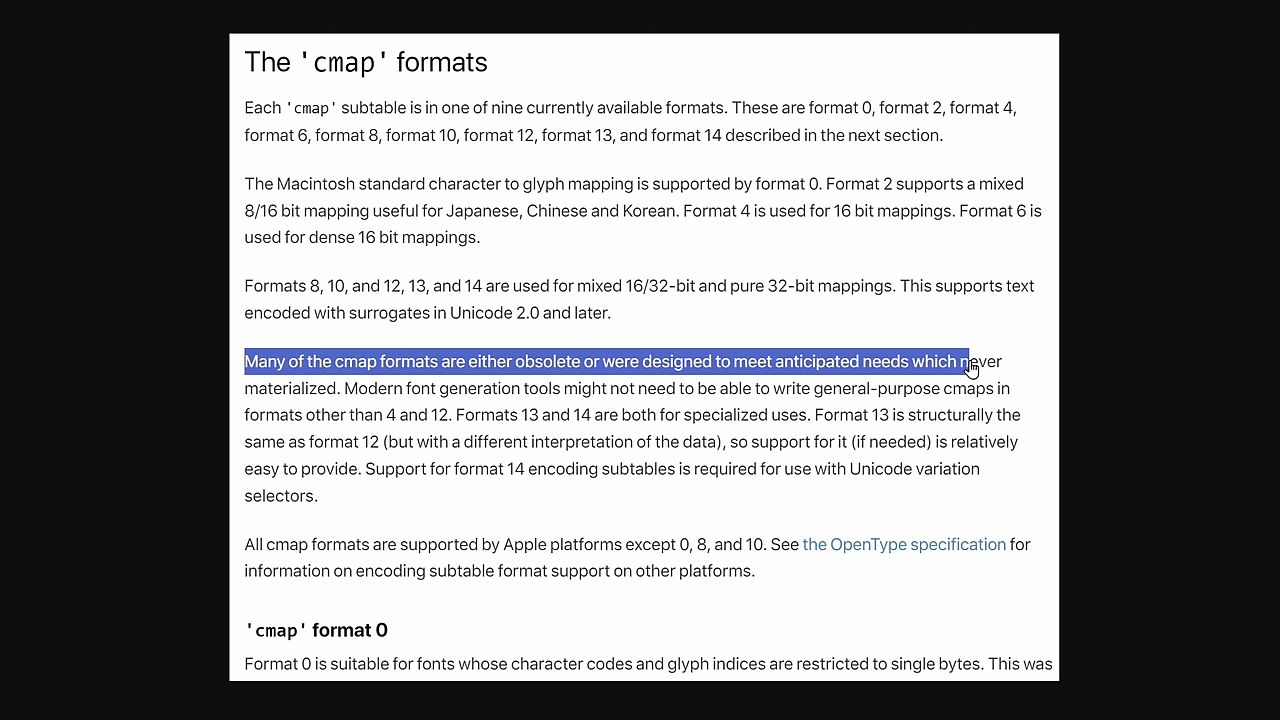 The 'cmap' formats
Each 'cmap' subtable is in one of nine currently available formats. These are format 0, format 2, format 4,
format 6, format 8, format 10, format 12, format 13, and format 14 described in the next section.
The Macintosh standard character to glyph mapping is supported by format 0. Format 2 supports a mixed
8/16 bit mapping useful for Japanese, Chinese and Korean. Format 4 is used for 16 bit mappings. Format 6 is
used for dense 16 bit mappings.
Formats 8, 10, and 12, 13, and 14 are used for mixed 16/32-bit and pure 32-bit mappings. This supports text
encoded with surrogates in Unicode 2.0 and later.
Many of the cmap formats are either obsolete or were designed to meet anticipated needs which never
materialized. Modern font generation tools might not need to be able to write general-purpose cmaps in
formats other than 4 and 12. Formats 13 and 14 are both for specialized uses. Format 13 is structurally the
same as format 12 (but with a different interpretation of the data), so support for it (if needed) is relatively
easy to provide. Support for format 14 encoding subtables is required for use with Unicode variation
selectors.
All cmap formats are supported by Apple platforms except 0, 8, and 10. See the OpenType specification for
information on encoding subtable format support on other platforms.
'cmap' format 0
Format 0 is suitable for fonts whose character codes and glyph indices are restricted to single bytes. This was